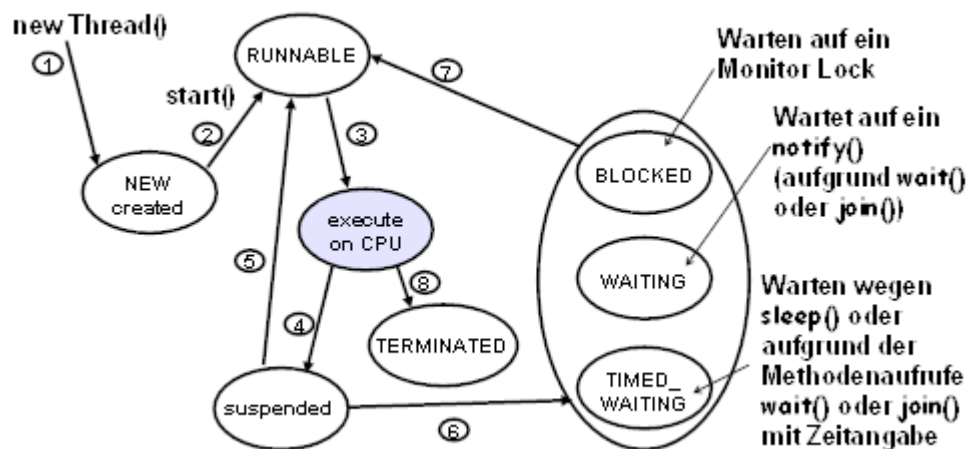 new Thread()
①
start()
②
RUNNABLE
③
⑦
NEW
created
execute
on CPU
⑤
④
⑧
TERMINATED
suspended
⑥
BLOCKED
WAITING
TIMED_
WAITING
Warten auf ein
Monitor Lock
Wartet auf ein
notify()
(aufgrund wait()
oder join())
Warten wegen
sleep() oder
aufgrund der
Methodenaufrufe
wait() oder join()
mit Zeitangabe